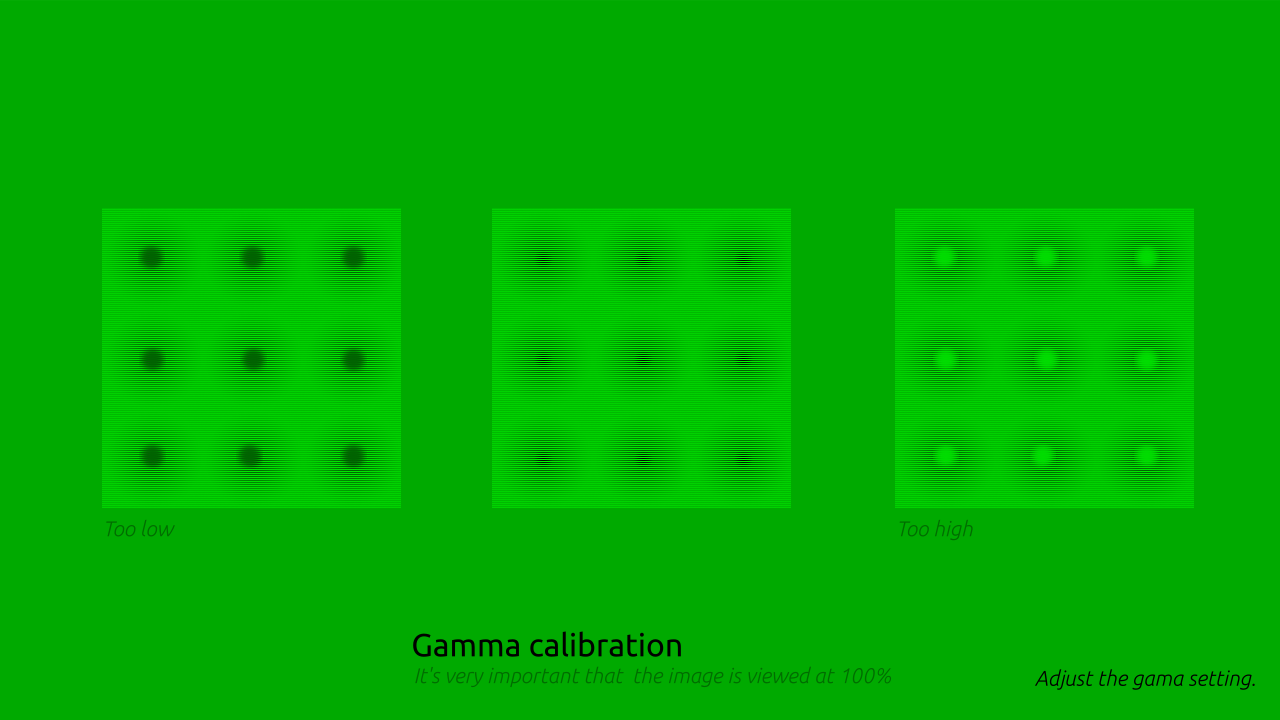 Too low
Too high
Gamma calibration
It's very important that  the image is viewed at 100%
Adjust the gama setting.